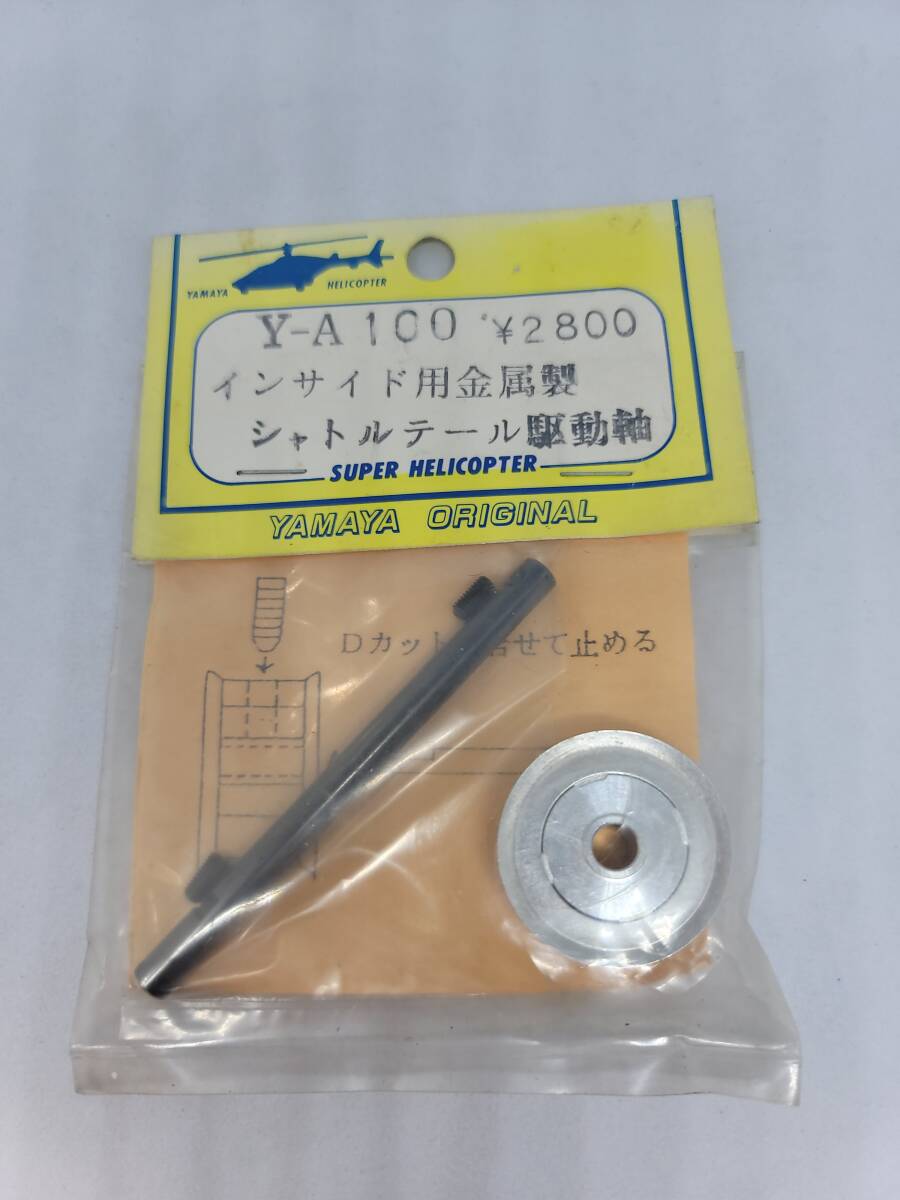 YAMAYA HELICOPTER
Y-A100 ¥2800
インサイド用金属製
シャトルテール駆動軸
SUPER HELICOPTER
YAMAYA ORIGINAL
Dカット せて止める